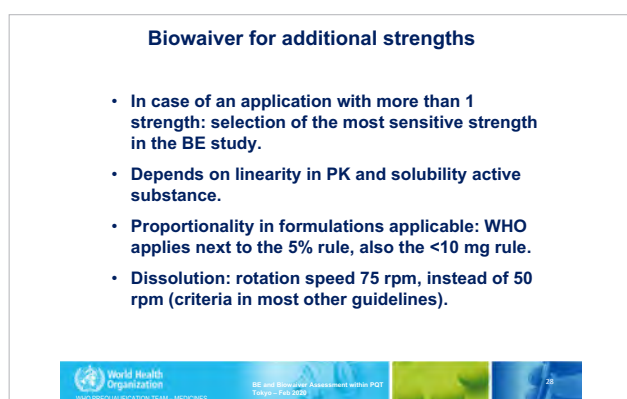 Biowaiver for additional strengths
• In case of an application with more than 1
strength: selection of the most sensitive strength
in the BE study.
• Depends on linearity in PK and solubility active
substance.
• Proportionality in formulations applicable: WHO
applies next to the 5% rule, also the <10 mg rule.
• Dissolution: rotation speed 75 rpm, instead of 50
rpm (criteria in most other guidelines).
World Health
Organization
WHO PREQUALIFICATION TEAM - MEDICINES
BE and Biowaiver Assessment within PQT
Tokyo – Feb 2020
28